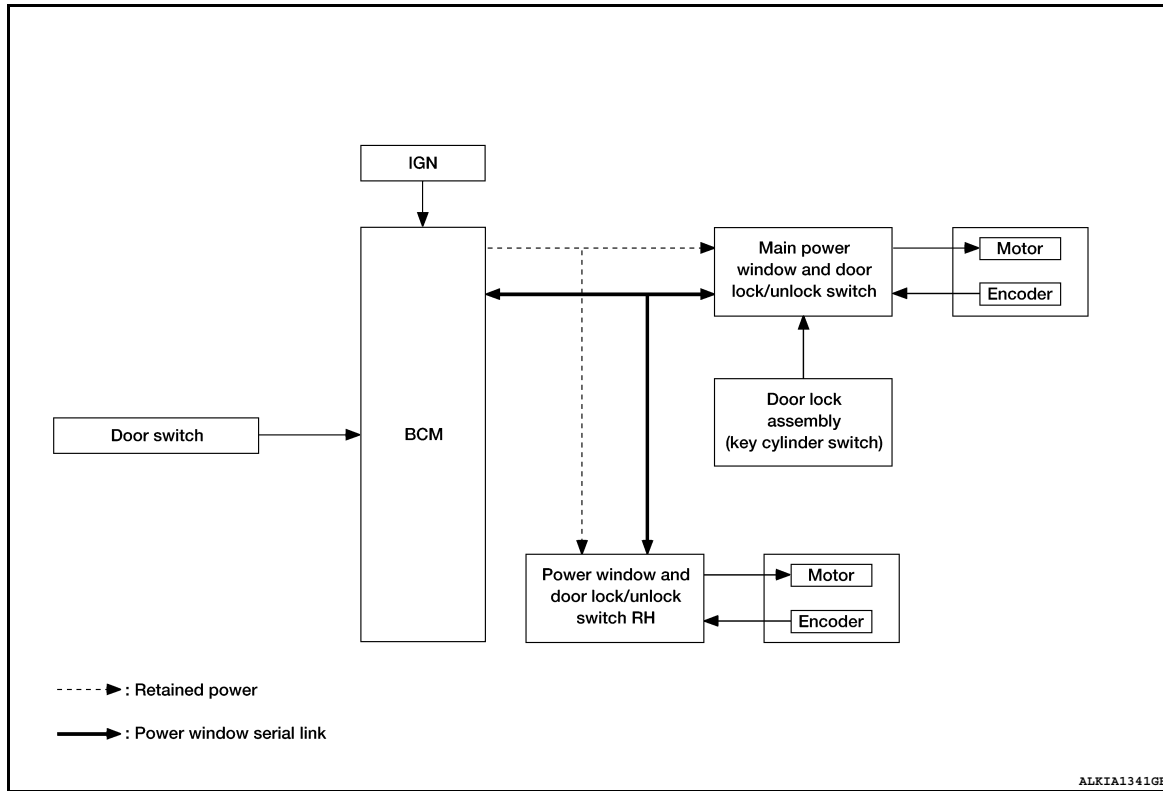 IGN
BCM
Door switch
Main power
window and door
lock/unlock switch
Motor
Encoder
Door lock
assembly
(key cylinder switch)
Power window and
door lock/unlock
switch RH
Motor
Encoder
: Retained power
: Power window serial link